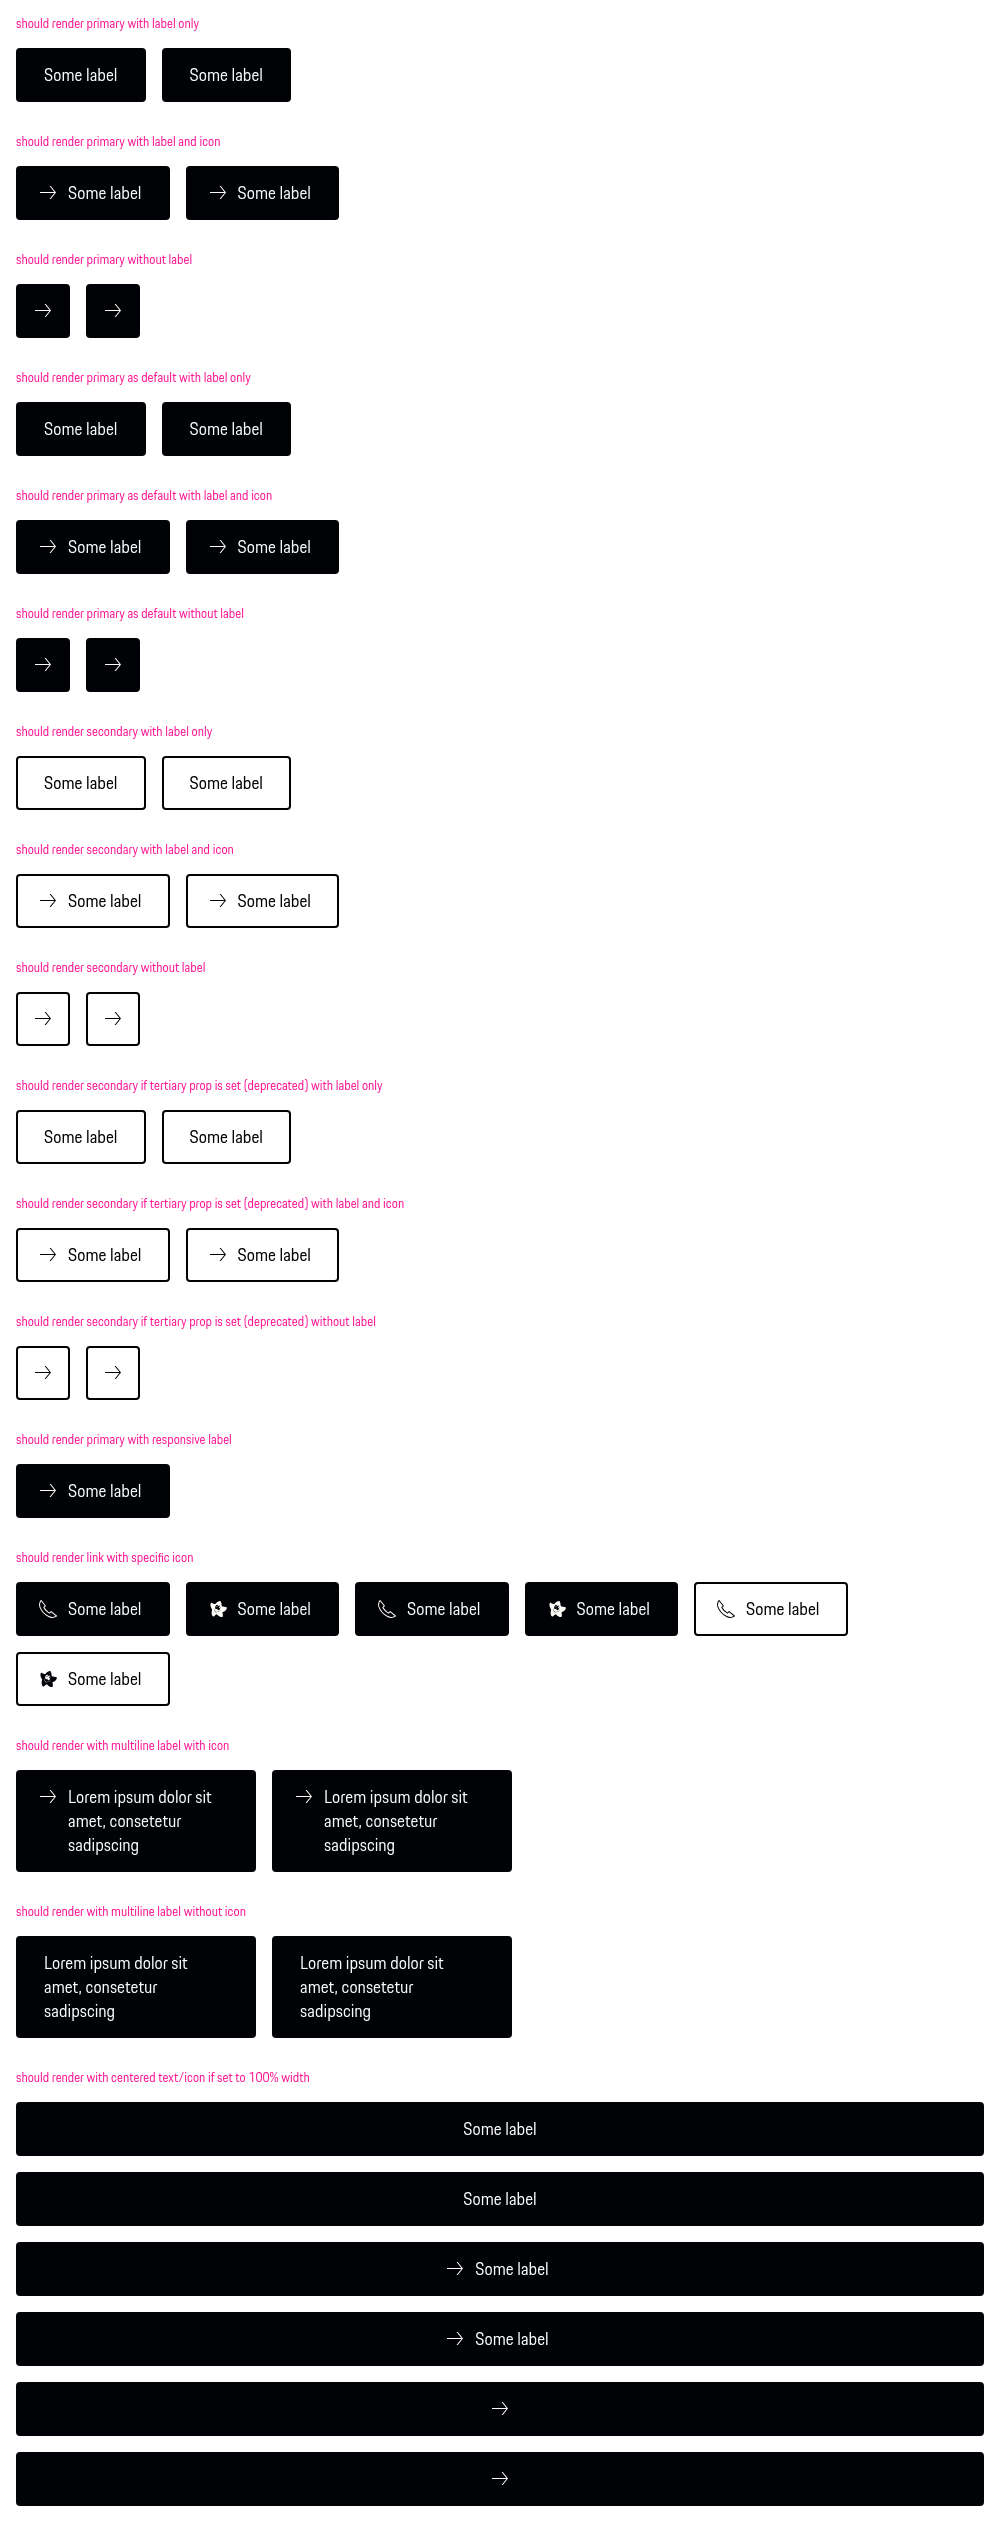 should render primary with label only
Some label Some label
should render primary with label and icon
Some label Some label
should render primary without label
should render primary as default with label only
Some label Some label
should render primary as default with label and icon
Some label Some label
should render primary as default without label
should render secondary with label only
Some label Some label
should render secondary with label and icon
Some label Some label
should render secondary without label
should render secondary if tertiary prop is set (deprecated) with label only
Some label Some label
should render secondary if tertiary prop is set (deprecated) with label and icon
Some label Some label
should render secondary if tertiary prop is set (deprecated) without label
should render primary with responsive label
Some label
should render link with specific icon
Some label Some label Some label Some label Some label
Some label
should render with multiline label with icon
Lorem ipsum dolor sit
amet, consetetur
sadipscing
Lorem ipsum dolor sit
amet, consetetur
sadipscing
should render with multiline label without icon
Lorem ipsum dolor sit
amet, consetetur
sadipscing
Lorem ipsum dolor sit
amet, consetetur
sadipscing
should render with centered text/icon if set to 100% width
Some label
Some label
Some label
Some label